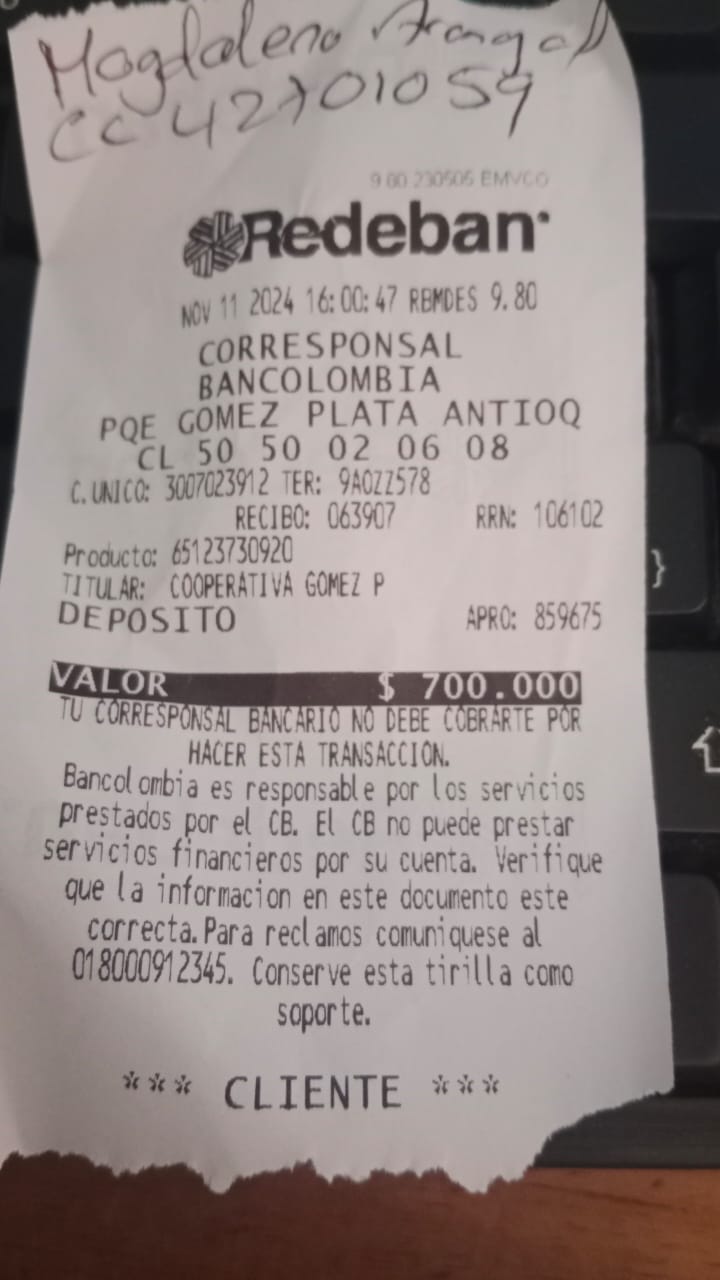 Magdaleno Arango
CC 42701059
9.00 230505 EMVCO
Redeban
NOV 11 2024 16:00:47 RBMDES 9.80
CORRESPONSAL
BANCOLOMBIA
PQE GOMEZ PLATA ANTIOQ
CL 50 50 02 06 08
C. UNICO: 3007023912 TER: 9A0ZZ578
RECIBO: 063907 RRN: 106102
Producto: 65123730920
TITULAR: COOPERATIVA GOMEZ P
DEPOSITO APRO: 859675
VALOR $ 700.000
TU CORRESPONSAL BANCARIO NO DEBE COBRARTE POR
HACER ESTA TRANSACCION.
Bancolombia es responsable por los servicios
prestados por el CB. El CB no puede prestar
servicios financieros por su cuenta. Verifique
que la informacion en este documento este
correcta. Para reclamos comuniquese al
018000912345. Conserve esta tirilla como
soporte.
*** CLIENTE ***
}